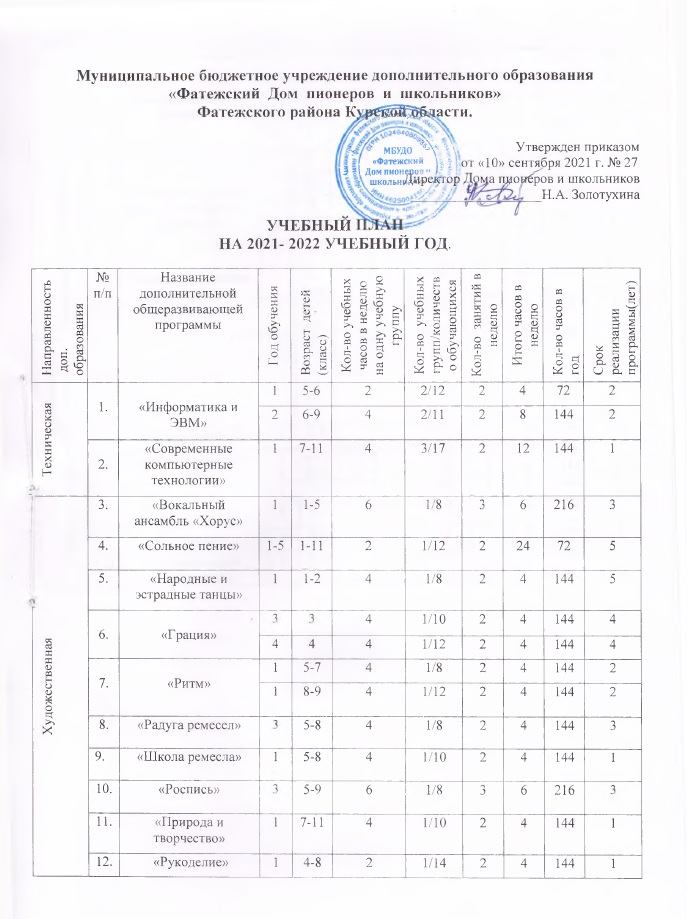 Муниципальное бюджетное учреждение дополнительного образования
«Фатежский Дом пионеров и школьников»
Фатежского района Курской области.
МБУДО
«Фатежский
Дом пионеров и
школьников»
Утвержден приказом
от «10» сентября 2021 г. № 27
Директор Дома пионеров и школьников
Н.А. Золотухина
УЧЕБНЫЙ ПЛАН
НА 2021- 2022 УЧЕБНЫЙ ГОД.
Направленность
доп.
образования
№
п/п
Название
дополнительной
общеразвивающей
программы
Год обучения
Возраст детей
(класс)
Кол-во учебных
часов в неделю
на одну учебную
группу
Кол-во учебных
групп/количеств
о обучающихся
Кол-во занятий в
неделю
Итого часов в
неделю
Кол-во часов в
год
Срок
реализации
программы(лет)
Техническая
1. «Информатика и
ЭВМ»
1 5-6 2 2/12 2 4 72 2
2 6-9 4 2/11 2 8 144 2
2. «Современные
компьютерные
технологии»
1 7-11 4 3/17 2 12 144 1
Художественная
3. «Вокальный
ансамбль «Хорус»
1 1-5 6 1/8 3 6 216 3
4. «Сольное пение» 1-5 1-11 2 1/12 2 24 72 5
5. «Народные и
эстрадные танцы»
1 1-2 4 1/8 2 4 144 5
6. «Грация»
3 3 4 1/10 2 4 144 4
4 4 4 1/12 2 4 144 4
7. «Ритм»
1 5-7 4 1/8 2 4 144 2
1 8-9 4 1/12 2 4 144 2
8. «Радуга ремесел» 3 5-8 4 1/8 2 4 144 3
9. «Школа ремесла» 1 5-8 4 1/10 2 4 144 1
10. «Роспись» 3 5-9 6 1/8 3 6 216 3
11. «Природа и
творчество»
1 7-11 4 1/10 2 4 144 1
12. «Рукоделие» 1 4-8 2 1/14 2 4 144 1